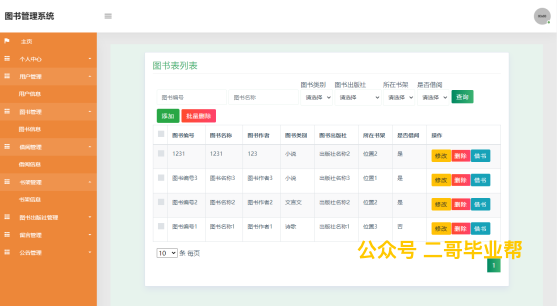 图书管理系统
主页
个人中心
用户管理
用户信息
图书管理
图书信息
借阅管理
借阅信息
书架管理
书架信息
图书出版社管理
留言管理
公告管理
图书表列表
图书类别 图书出版社 所在书架 是否借阅
图书编号 图书名称 请选择 请选择 请选择 请选择 查询
添加 批量删除
图书编号 图书名称 图书作者 图书类别 图书出版社 所在书架 是否借阅 操作
1231 1231 123 小说 出版社名称2 位置2 是 修改 删除 借书
图书编号3 图书名称3 图书作者3 小说 出版社名称3 位置1 是 修改 删除 借书
图书编号2 图书名称2 图书作者2 文言文 出版社名称2 位置2 是 修改 删除 借书
图书编号1 图书名称1 图书作者1 诗歌 出版社名称1 位置3 否 修改 删除 借书
10 条 每页
公众号 二哥毕业帮
1